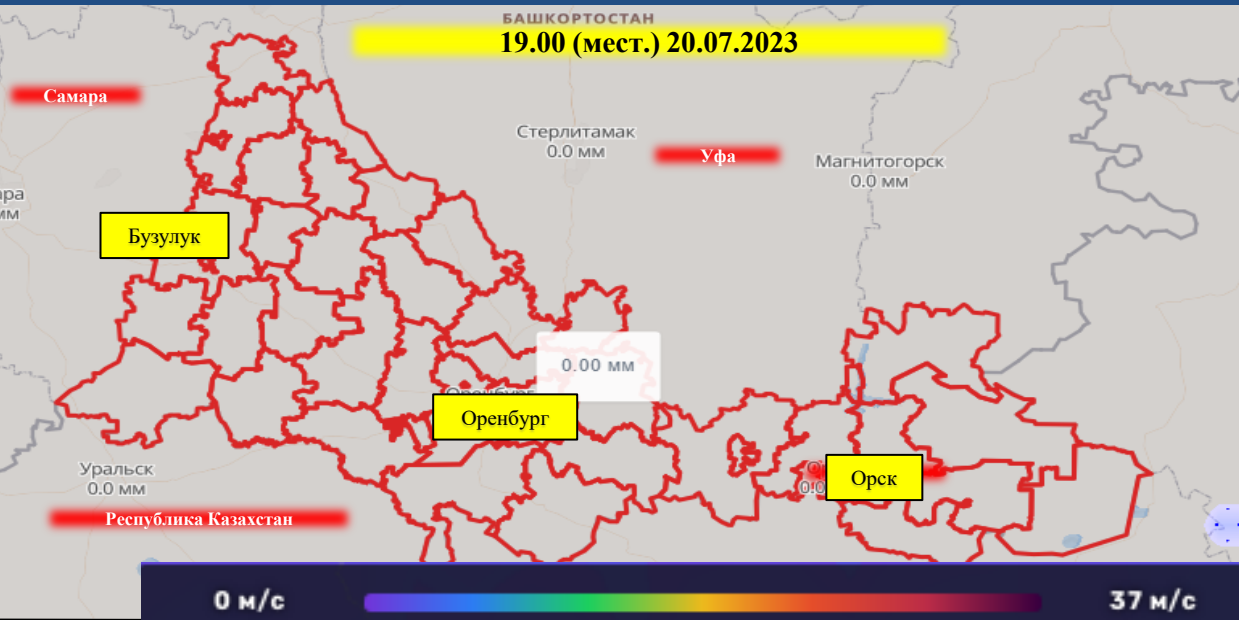 БАШКОРТОСТАН
19.00 (мест.) 20.07.2023
Самара
Стерлитамак
0.0 мм
Уфа
Магнитогорск
0.0 мм
Бузулук
0.00 мм
Оренбург
Оренбург
Уральск
0.0 мм
Орск
Республика Казахстан
0 м/с
37 м/с